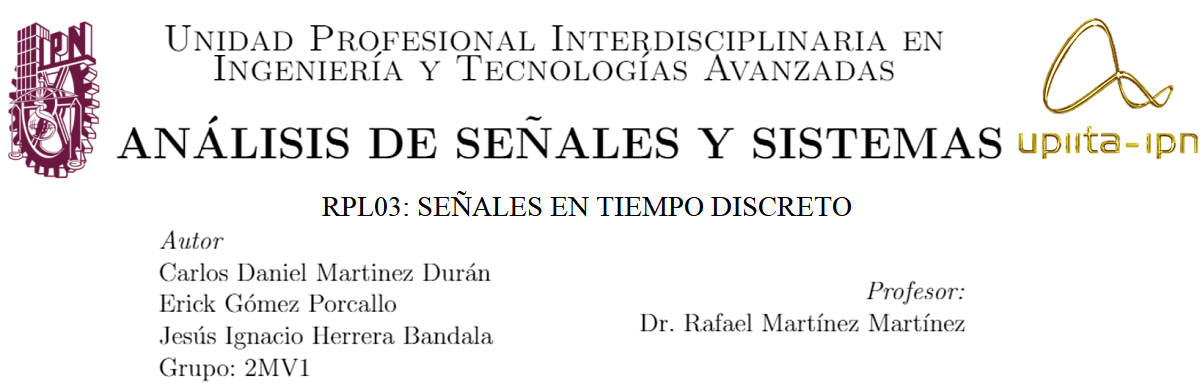 IPN
UNIDAD PROFESIONAL INTERDISCIPLINARIA EN
INGENIERÍA Y TECNOLOGÍAS AVANZADAS
ANÁLISIS DE SEÑALES Y SISTEMAS
upiita-ipn
RPL03: SEÑALES EN TIEMPO DISCRETO
Autor
Carlos Daniel Martinez Durán
Erick Gómez Porcallo
Jesús Ignacio Herrera Bandala
Grupo: 2MV1
Profesor:
Dr. Rafael Martínez Martínez